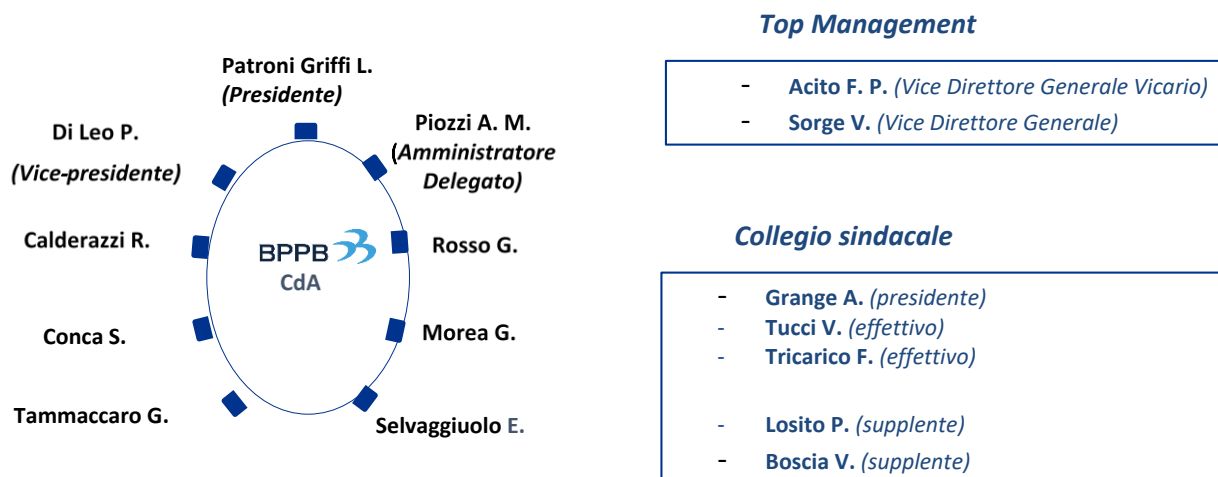 Patroni Griffi L.
(Presidente)
Di Leo P.
(Vice-presidente)
Piozzi A. M.
(Amministratore
Delegato)
Calderazzi R.
Rosso G.
BPPB
CdA
Conca S.
Morea G.
Tammaccaro G.
Selvaggiuolo E.
Top Management
- Acito F. P. (Vice Direttore Generale Vicario)
- Sorge V. (Vice Direttore Generale)
Collegio sindacale
- Grange A. (presidente)
- Tucci V. (effettivo)
- Tricarico F. (effettivo)
- Losito P. (supplente)
- Boscia V. (supplente)